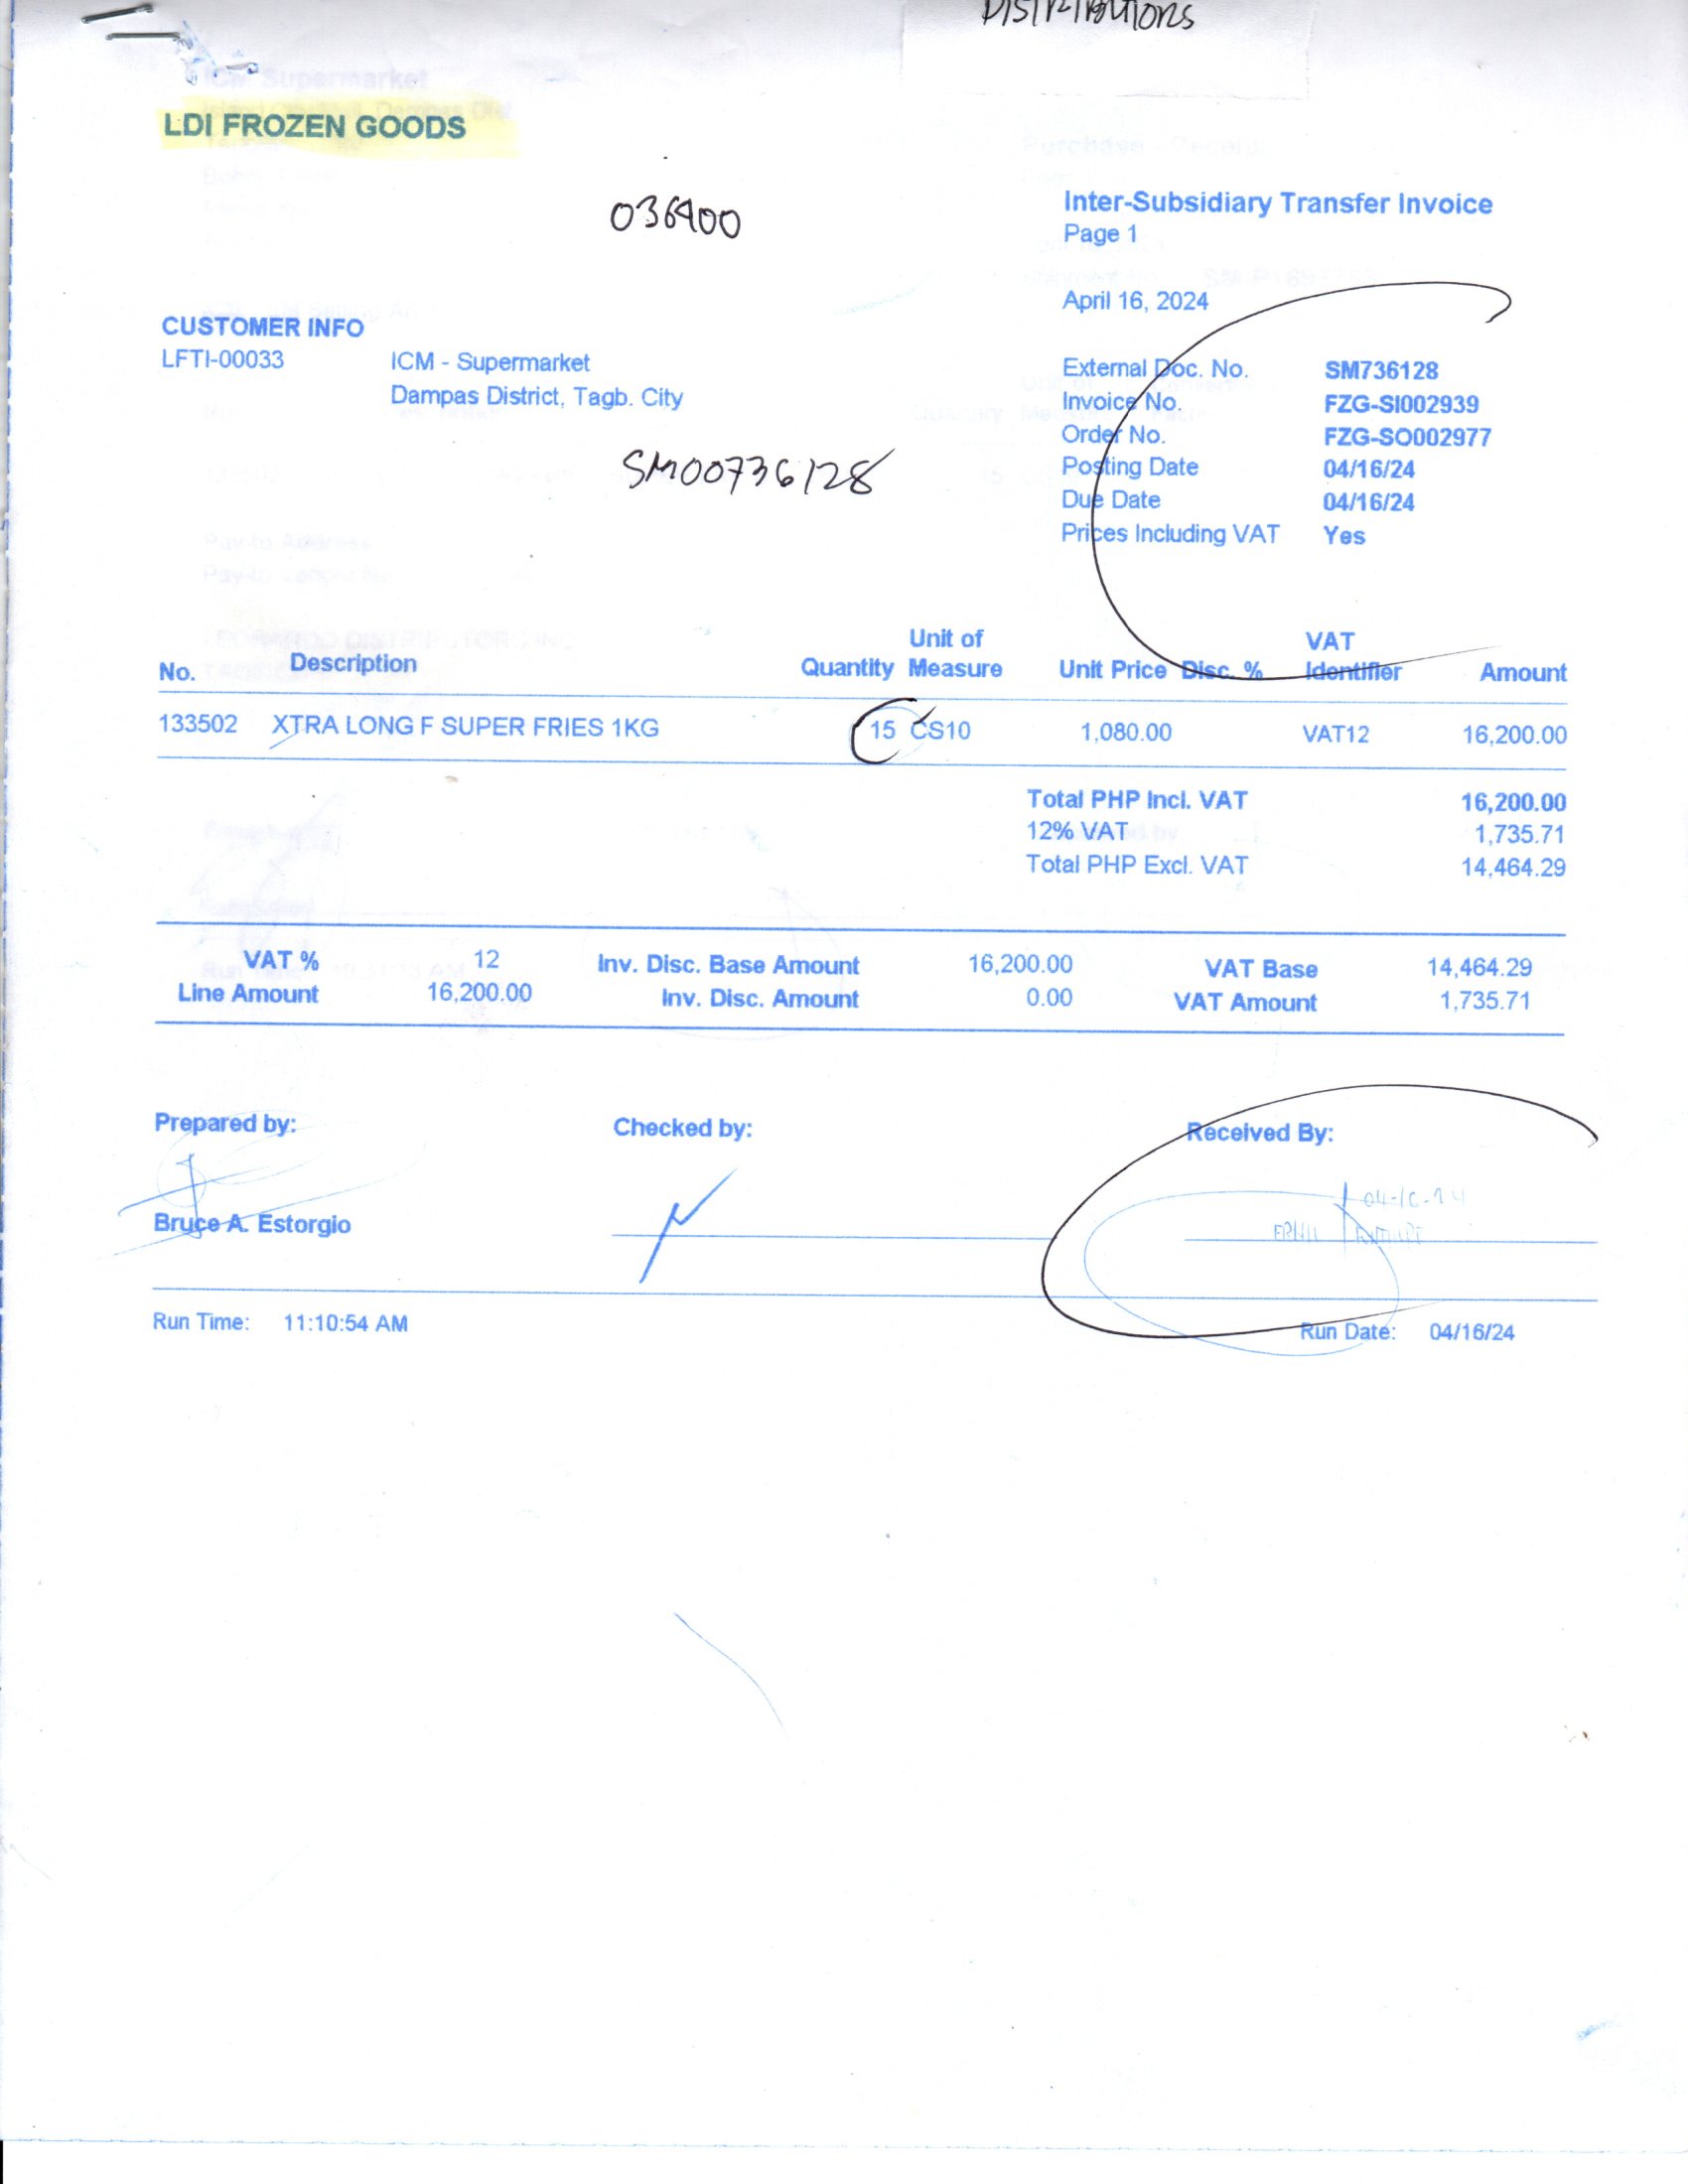 DISTRIBUTIONS
LDI FROZEN GOODS
036400
Inter-Subsidiary Transfer Invoice
Page 1
April 16, 2024
CUSTOMER INFO
LFTI-00033 ICM - Supermarket
Dampas District, Tagb. City
External Doc. No. SM736128
Invoice No. FZG-SI002939
Order No. FZG-SO002977
Posting Date 04/16/24
Due Date 04/16/24
Prices Including VAT Yes
SM00736128
No. Description Quantity Unit of Measure Unit Price Disc. % VAT Identifier Amount
133502 XTRA LONG F SUPER FRIES 1KG 15 CS10 1,080.00 VAT12 16,200.00
Total PHP Incl. VAT 16,200.00
12% VAT 1,735.71
Total PHP Excl. VAT 14,464.29
VAT % 12 Inv. Disc. Base Amount 16,200.00 VAT Base 14,464.29
Line Amount 16,200.00 Inv. Disc. Amount 0.00 VAT Amount 1,735.71
Prepared by: Checked by: Received By:
Bruce A. Estorgio
Run Time: 11:10:54 AM Run Date: 04/16/24